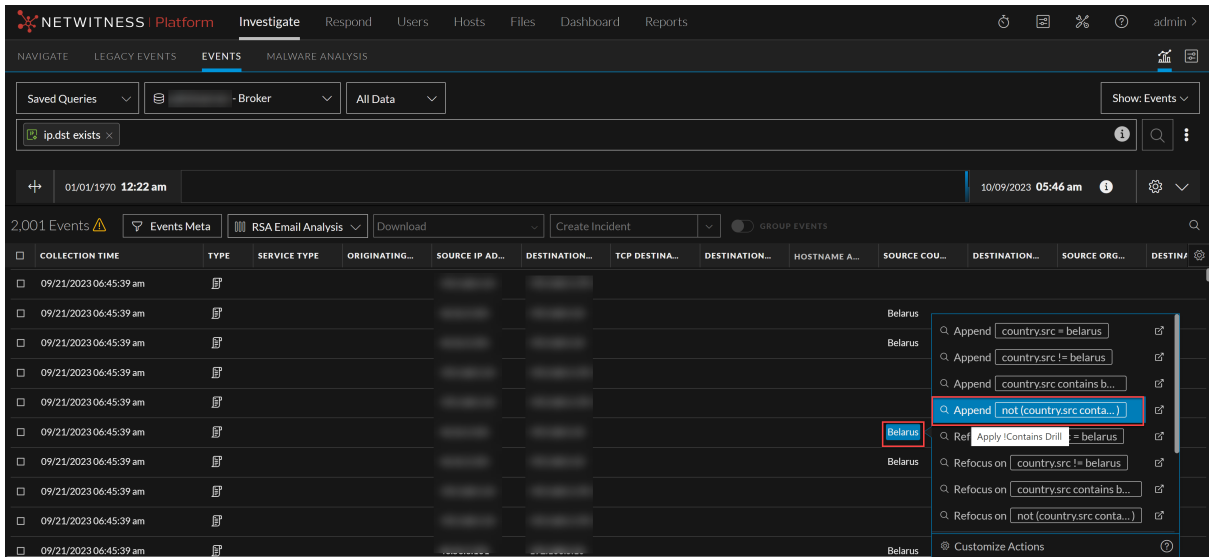 NETWITNESS Platform Investigate Respond Users Hosts Files Dashboard Reports admin >
NAVIGATE LEGACY EVENTS EVENTS MALWARE ANALYSIS
Saved Queries - Broker All Data Show: Events
ip.dst exists ×
01/01/1970 12:22 am 10/09/2023 05:46 am
2,001 Events Events Meta RSA Email Analysis Download Create Incident GROUP EVENTS
COLLECTION TIME TYPE SERVICE TYPE ORIGINATING... SOURCE IP AD... DESTINATION... TCP DESTINA... DESTINATION... HOSTNAME A... SOURCE COU... DESTINATION... SOURCE ORG... DESTINA
09/21/2023 06:45:39 am
09/21/2023 06:45:39 am Belarus
Append country.src = belarus
09/21/2023 06:45:39 am Belarus
Append country.src != belarus
09/21/2023 06:45:39 am
Append country.src contains b...
09/21/2023 06:45:39 am
Append not (country.src conta... )
09/21/2023 06:45:39 am Belarus
Ref Apply !Contains Drill = belarus
09/21/2023 06:45:39 am Belarus
Refocus on country.src != belarus
09/21/2023 06:45:39 am
Refocus on country.src contains b...
09/21/2023 06:45:39 am
Refocus on not (country.src conta... )
09/21/2023 06:45:39 am Belarus
Customize Actions